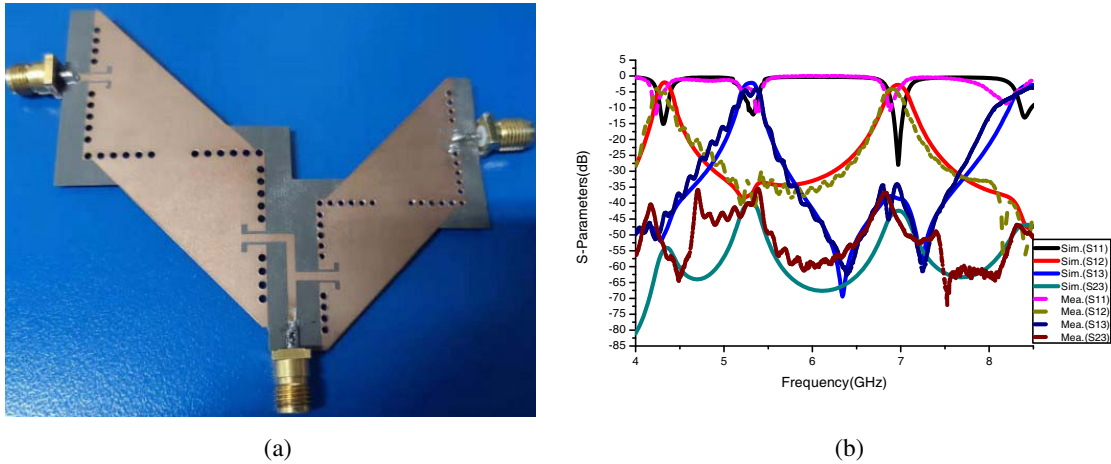 5
0
-5
-10
-15
-20
-25
-30
-35
-40
-45
-50
-55
-60
-65
-70
-75
-80
-85
S-Parameters(dB)
4 5 6 7 8
Frequency(GHz)
Sim.(S11)
Sim.(S12)
Sim.(S13)
Sim.(S23)
Mea.(S11)
Mea.(S12)
Mea.(S13)
Mea.(S23)
(a) (b)